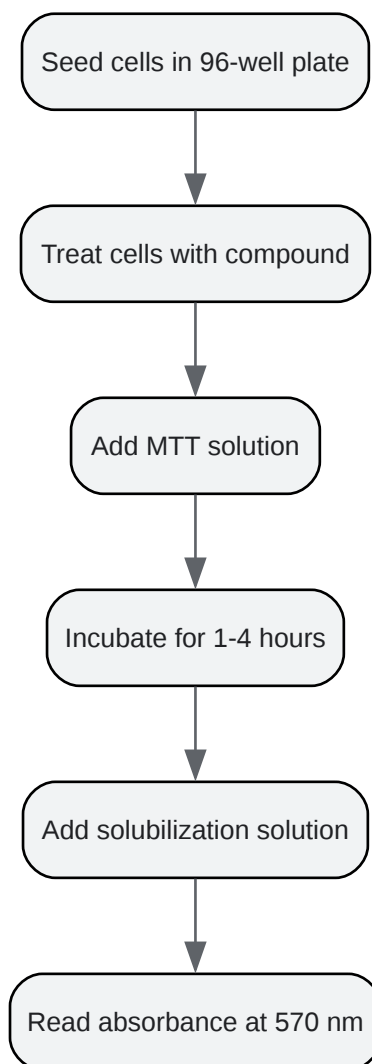 Seed cells in 96-well plate
Treat cells with compound
Add MTT solution
Incubate for 1-4 hours
Add solubilization solution
Read absorbance at 570 nm